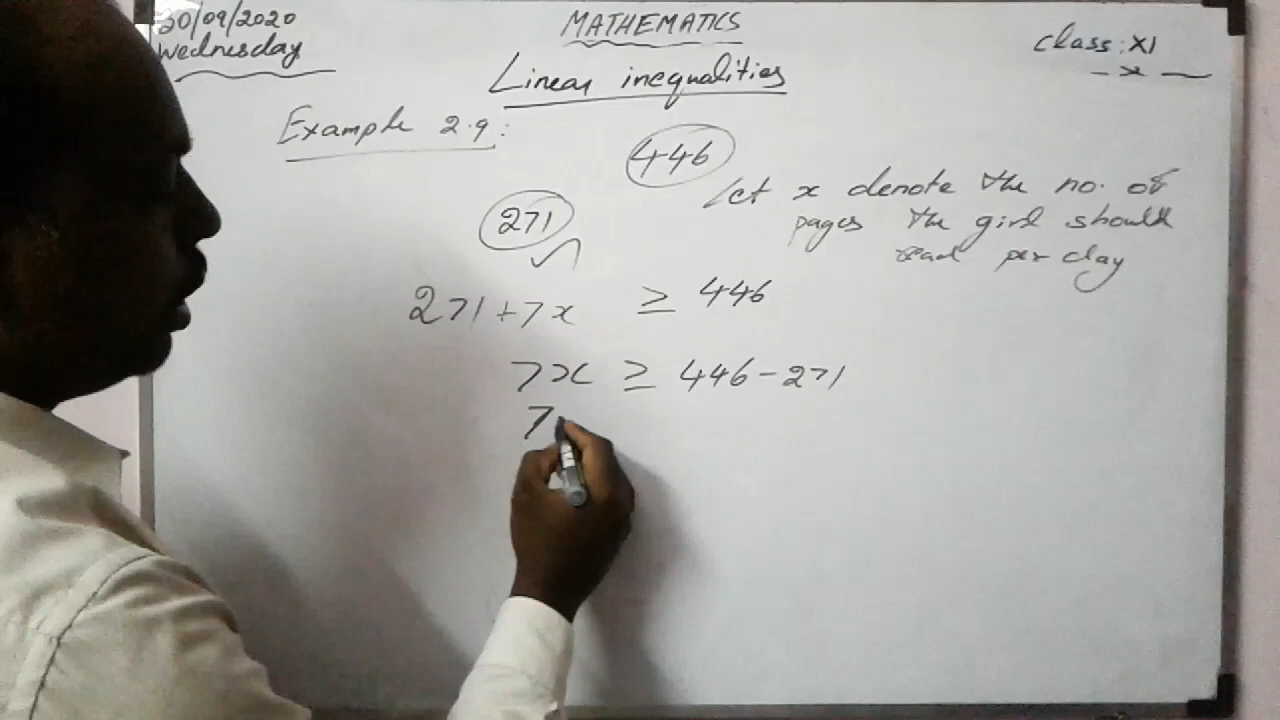 30/09/2020
Wednesday
MATHEMATICS
Class: XI
- x -
Linear inequalities
Example 2.9:
446
Let x denote the no. of
pages the girl should
read per day
271
271 + 7x ≥ 446
7x ≥ 446 - 271
7